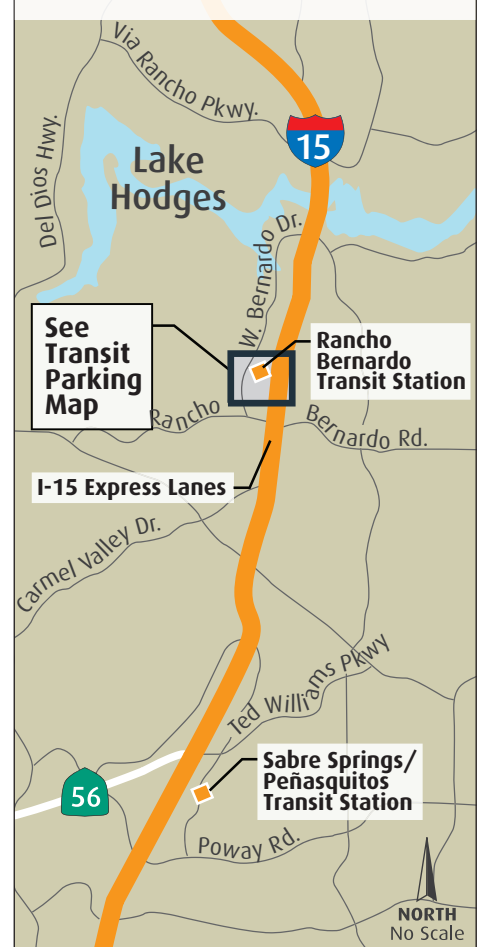 Via Rancho Pkwy.
15
Del Dios Hwy.
Lake
Hodges
W. Bernardo Dr.
See
Transit
Parking
Map
Rancho
Bernardo
Transit Station
Rancho
Bernardo Rd.
I-15 Express Lanes
Carmel Valley Dr.
Ted Williams Pkwy
Sabre Springs/
Peñasquitos
Transit Station
56
Poway Rd.
NORTH
No Scale